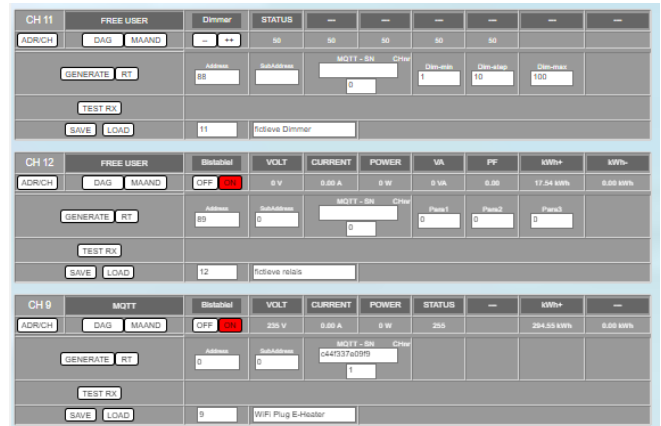 CH 11 FREE USER Dimmer STATUS --- --- --- --- --- ---
ADR/CH DAG MAAND -- ++ 50 50 50 50 50
Address SubAddress MQTT - SN CHnr Dim-min Dim-step Dim-max
GENERATE RT 88 0 1 10 100
TEST RX
SAVE LOAD 11 fictieve Dimmer
CH 12 FREE USER Bistabiel VOLT CURRENT POWER VA PF kWh+ kWh-
ADR/CH DAG MAAND OFF ON 0 V 0.00 A 0 W 0 VA 0.00 17.54 kWh 0.00 kWh
Address SubAddress MQTT - SN CHnr Para1 Para2 Para3
GENERATE RT 89 0 0 0 0 0
TEST RX
SAVE LOAD 12 fictieve relais
CH 9 MQTT Bistabiel VOLT CURRENT POWER STATUS --- kWh+ ---
ADR/CH DAG MAAND OFF ON 235 V 0.00 A 0 W 255 294.55 kWh 0.00 kWh
Address SubAddress MQTT - SN CHnr
GENERATE RT 0 0 c44f337e09f9 1
TEST RX
SAVE LOAD 9 WiFi Plug E-Heater